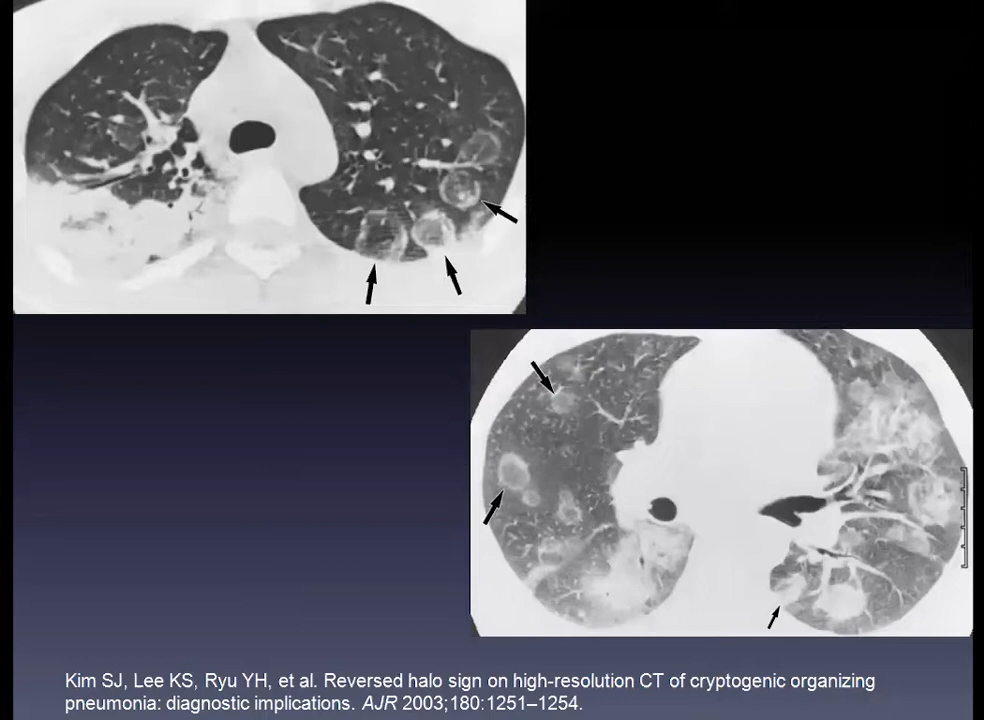 Kim SJ, Lee KS, Ryu YH, et al. Reversed halo sign on high-resolution CT of cryptogenic organizing
pneumonia: diagnostic implications. AJR 2003;180:1251–1254.